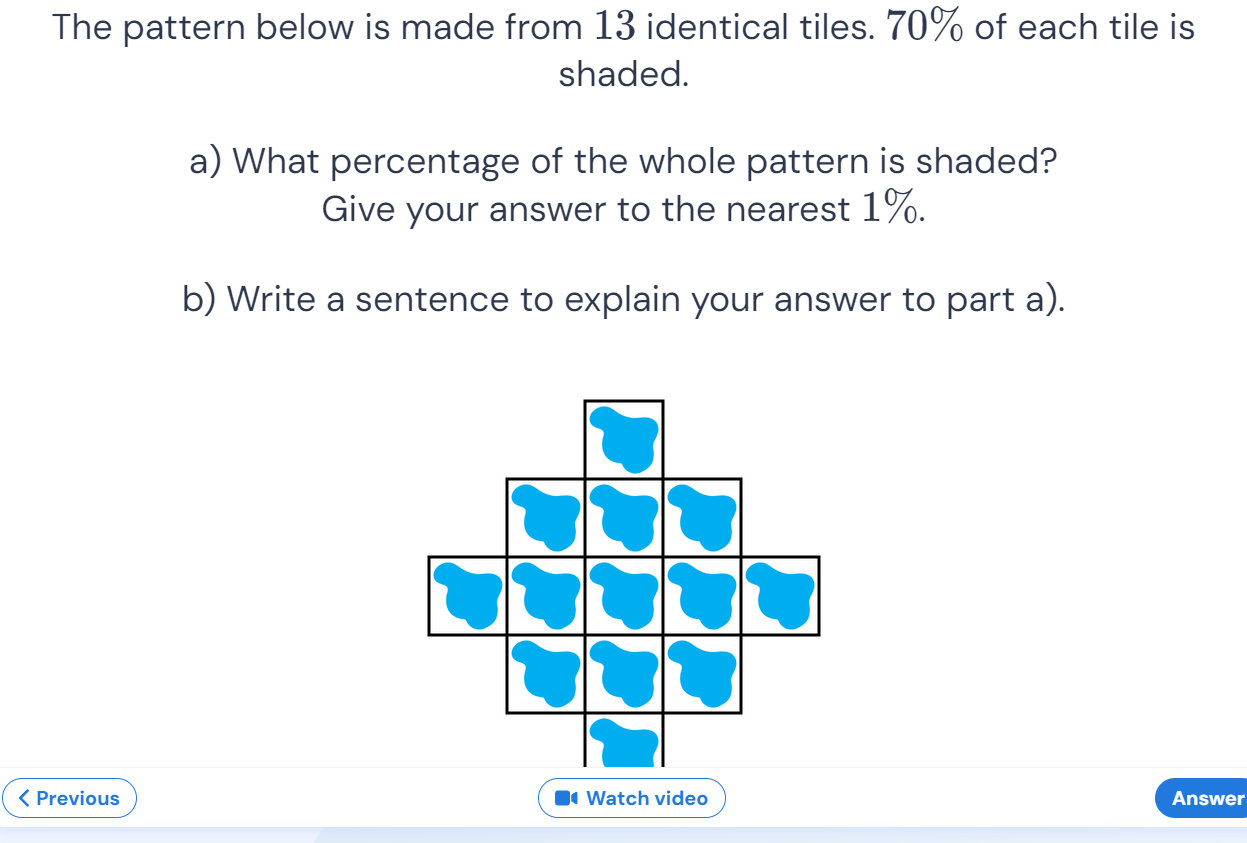 The pattern below is made from 13 identical tiles. 70% of each tile is
shaded.
a) What percentage of the whole pattern is shaded?
Give your answer to the nearest 1%.
b) Write a sentence to explain your answer to part a).
Previous
Watch video
Answer